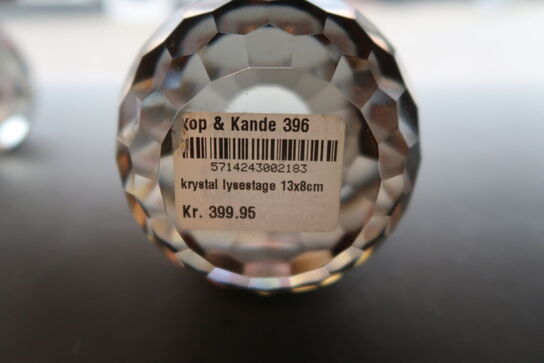 kop & Kande 396
5714243002183
krystal lysestage 13x8cm
Kr. 399.95